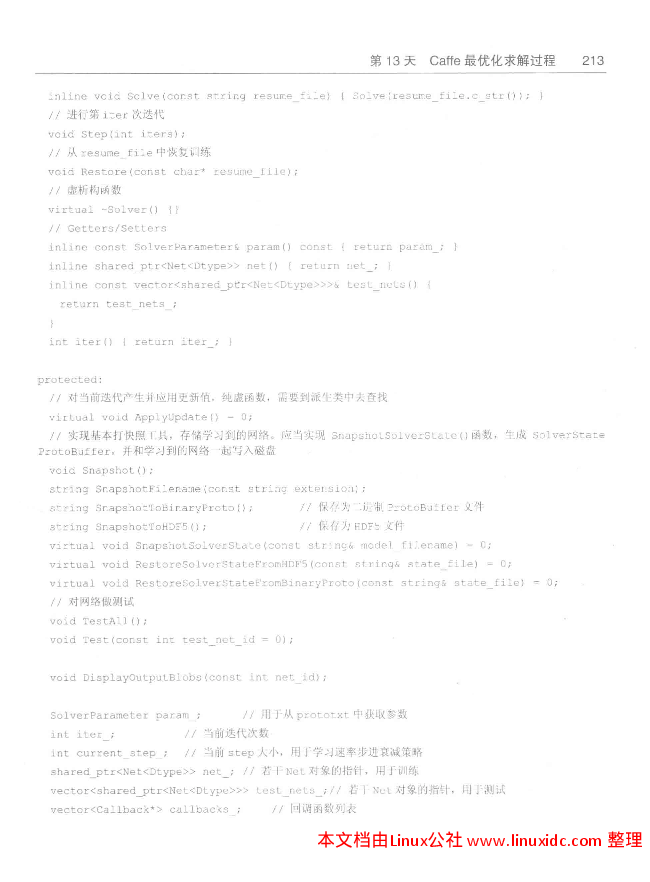 第 13 天 Caffe 最优化求解过程 213
inline void Solve(const string resume_file) { Solve(resume_file.c_str()); }
// 进行第 iter 次迭代
void Step(int iters);
// 从 resume_file 中恢复训练
void Restore(const char* resume_file);
// 虚析构函数
virtual ~Solver() {}
// Getters/Setters
inline const SolverParameter& param() const { return param_; }
inline shared_ptr<Net<Dtype>> net() { return net_; }
inline const vector<shared_ptr<Net<Dtype>>>& test_nets() {
return test_nets_;
}
int iter() { return iter_; }
protected:
// 对当前迭代产生并应用更新值，纯虚函数，需要到派生类中去查找
virtual void ApplyUpdate() = 0;
// 实现基本打快照工具，存储学习到的网络。应当实现 SnapshotSolverState()函数，生成 SolverState
ProtoBuffer，并和学习到的网络一起写入磁盘
void Snapshot();
string SnapshotFilename(const string extension);
string SnapshotToBinaryProto(); // 保存为二进制 ProtoBuffer 文件
string SnapshotToHDF5(); // 保存为 HDF5 文件
virtual void SnapshotSolverState(const string& model_filename) = 0;
virtual void RestoreSolverStateFromHDF5(const string& state_file) = 0;
virtual void RestoreSolverStateFromBinaryProto(const string& state_file) = 0;
// 对网络做测试
void TestAll();
void Test(const int test_net_id = 0);
void DisplayOutputBlobs(const int net_id);
SolverParameter param_; // 用于从 prototxt 中获取参数
int iter_; // 当前迭代次数
int current_step_; // 当前 step 大小，用于学习速率步进衰减策略
shared_ptr<Net<Dtype>> net_; // 若干 Net 对象的指针，用于训练
vector<shared_ptr<Net<Dtype>>> test_nets_;// 若干 Net 对象的指针，用于测试
vector<Callback*> callbacks_; // 回调函数列表
本文档由Linux公社 www.linuxidc.com 整理